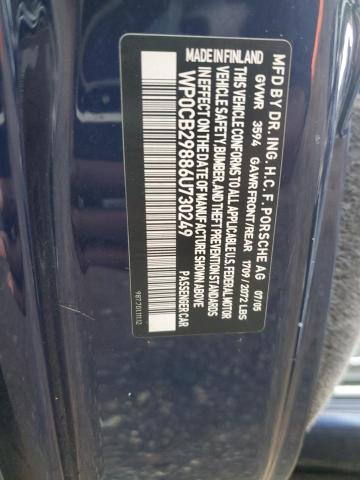 MFD BY DR. ING. H.C. F. PORSCHE AG 07/05
GVWR 3594 GAWR FRONT/REAR 1709 / 2072 LBS
THIS VEHICLE CONFORMS TO ALL APPLICABLE U.S. FEDERAL MOTOR
VEHICLE SAFETY, BUMPER, AND THEFT PREVENTION STANDARDS
IN EFFECT ON THE DATE OF MANUFACTURE SHOWN ABOVE
WP0CB29886U730249 PASSENGER CAR
MADE IN FINLAND